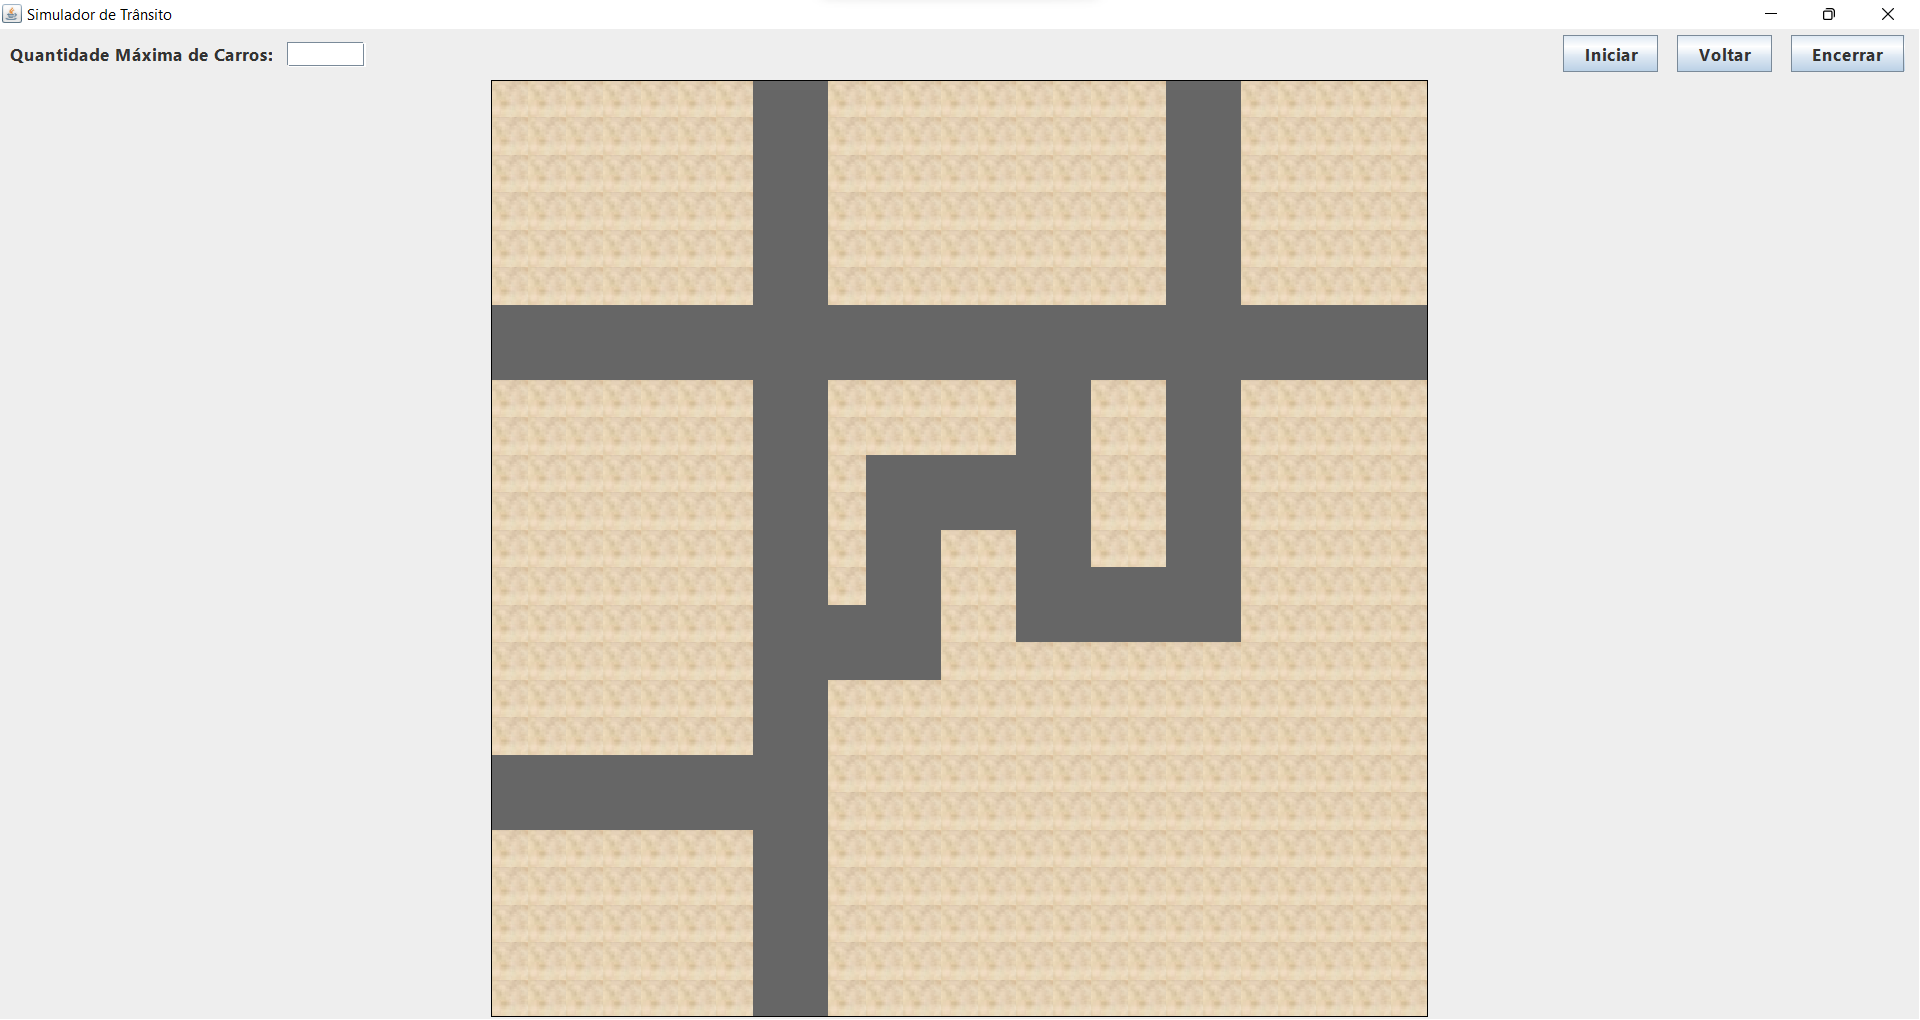 Simulador de Trânsito
Quantidade Máxima de Carros:
Iniciar
Voltar
Encerrar